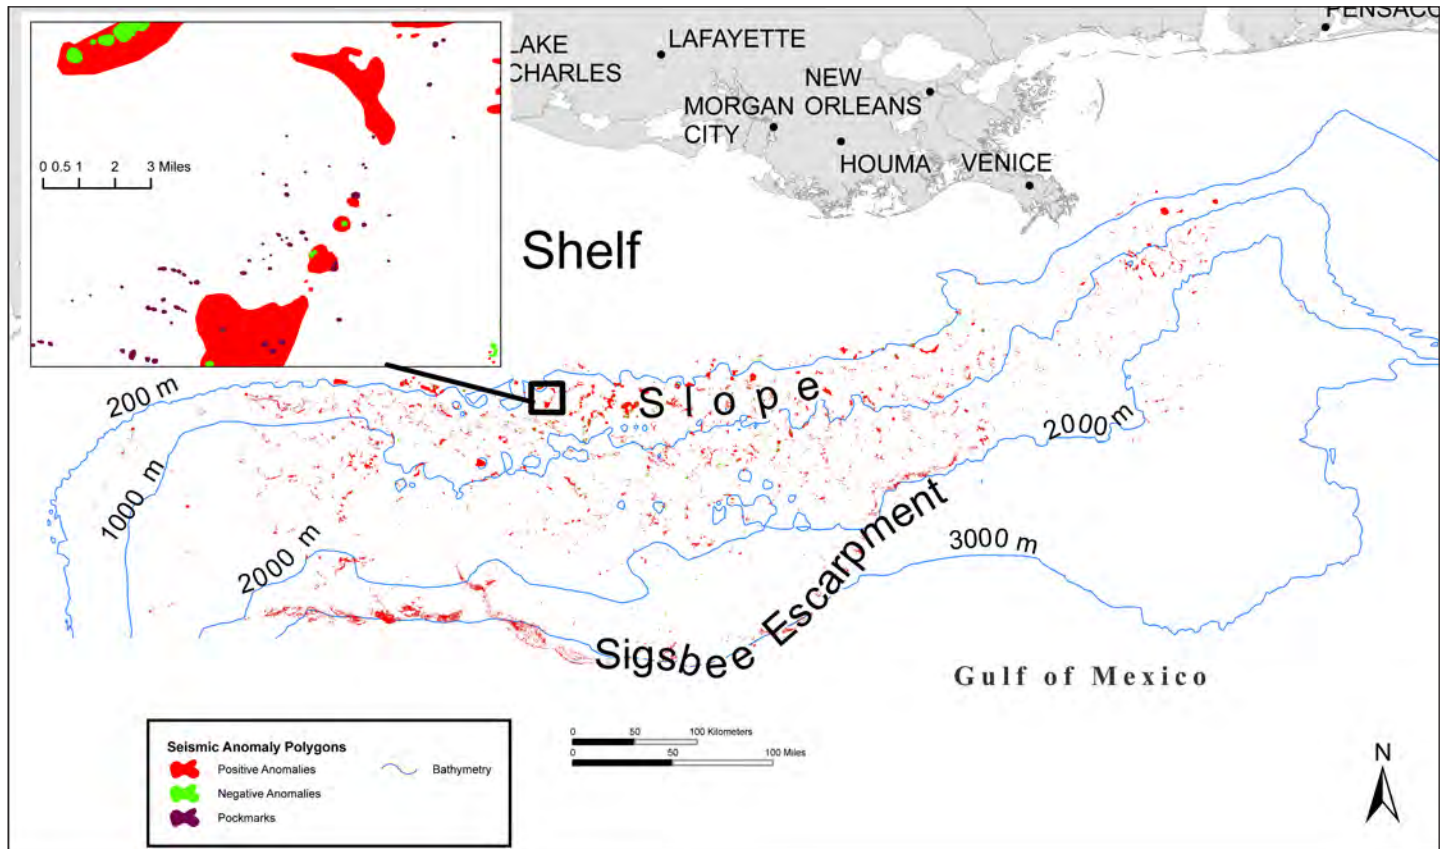 PENSACO
LAKE
CHARLES
LAFAYETTE
NEW
ORLEANS
MORGAN
CITY
HOUMA
VENICE
0 0.5 1 2 3 Miles
Shelf
Slope
200 m
1000 m
2000 m
2000 m
3000 m
Sigsbee Escarpment
Gulf of Mexico
Seismic Anomaly Polygons
Positive Anomalies
Bathymetry
Negative Anomalies
Pockmarks
0 50 100 Kilometers
0 50 100 Miles
N